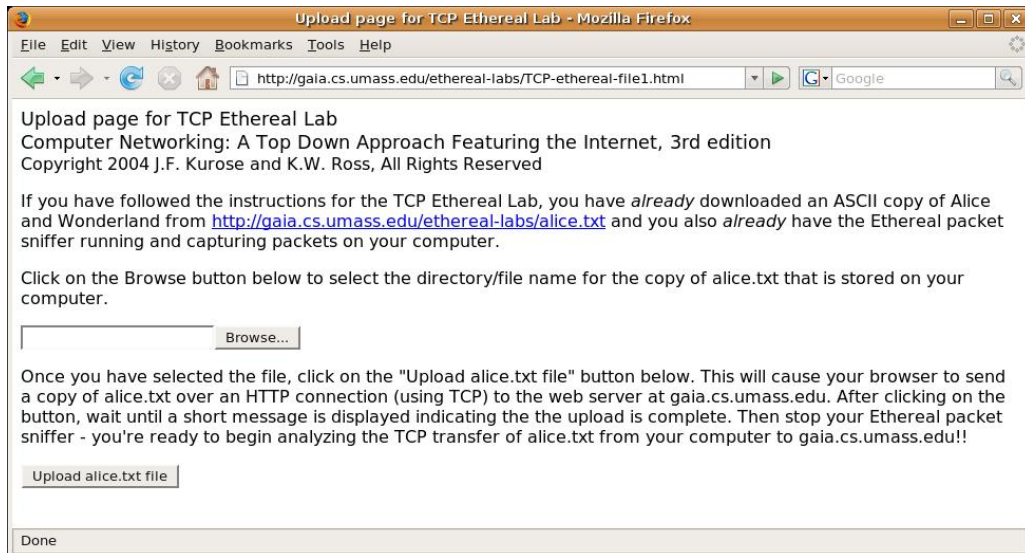 Upload page for TCP Ethereal Lab - Mozilla Firefox
File Edit View History Bookmarks Tools Help
http://gaia.cs.umass.edu/ethereal-labs/TCP-ethereal-file1.html G Google
Upload page for TCP Ethereal Lab
Computer Networking: A Top Down Approach Featuring the Internet, 3rd edition
Copyright 2004 J.F. Kurose and K.W. Ross, All Rights Reserved
If you have followed the instructions for the TCP Ethereal Lab, you have already downloaded an ASCII copy of Alice
and Wonderland from http://gaia.cs.umass.edu/ethereal-labs/alice.txt and you also already have the Ethereal packet
sniffer running and capturing packets on your computer.
Click on the Browse button below to select the directory/file name for the copy of alice.txt that is stored on your
computer.
Browse...
Once you have selected the file, click on the "Upload alice.txt file" button below. This will cause your browser to send
a copy of alice.txt over an HTTP connection (using TCP) to the web server at gaia.cs.umass.edu. After clicking on the
button, wait until a short message is displayed indicating the the upload is complete. Then stop your Ethereal packet
sniffer - you're ready to begin analyzing the TCP transfer of alice.txt from your computer to gaia.cs.umass.edu!!
Upload alice.txt file
Done